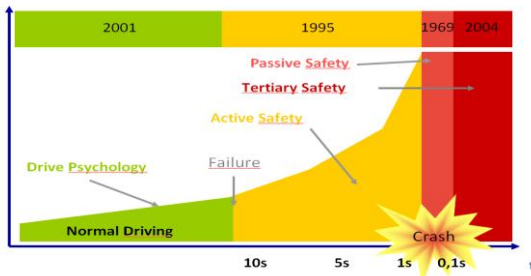 2001 1995 1969 2004
Passive Safety
Tertiary Safety
Active Safety
Drive Psychology Failure
Normal Driving Crash
10s 5s 1s 0,1s